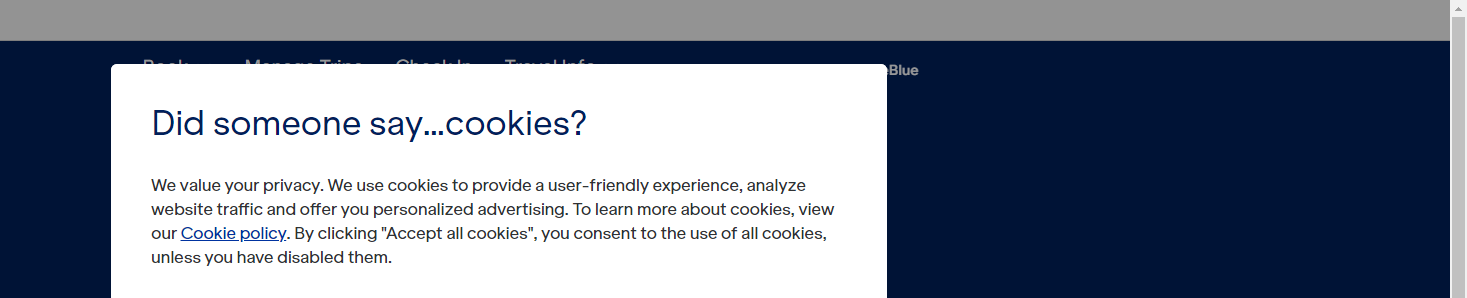 Book Manage Trips Check In Travel Info
Blue
Did someone say...cookies?
We value your privacy. We use cookies to provide a user-friendly experience, analyze
website traffic and offer you personalized advertising. To learn more about cookies, view
our Cookie policy. By clicking "Accept all cookies", you consent to the use of all cookies,
unless you have disabled them.